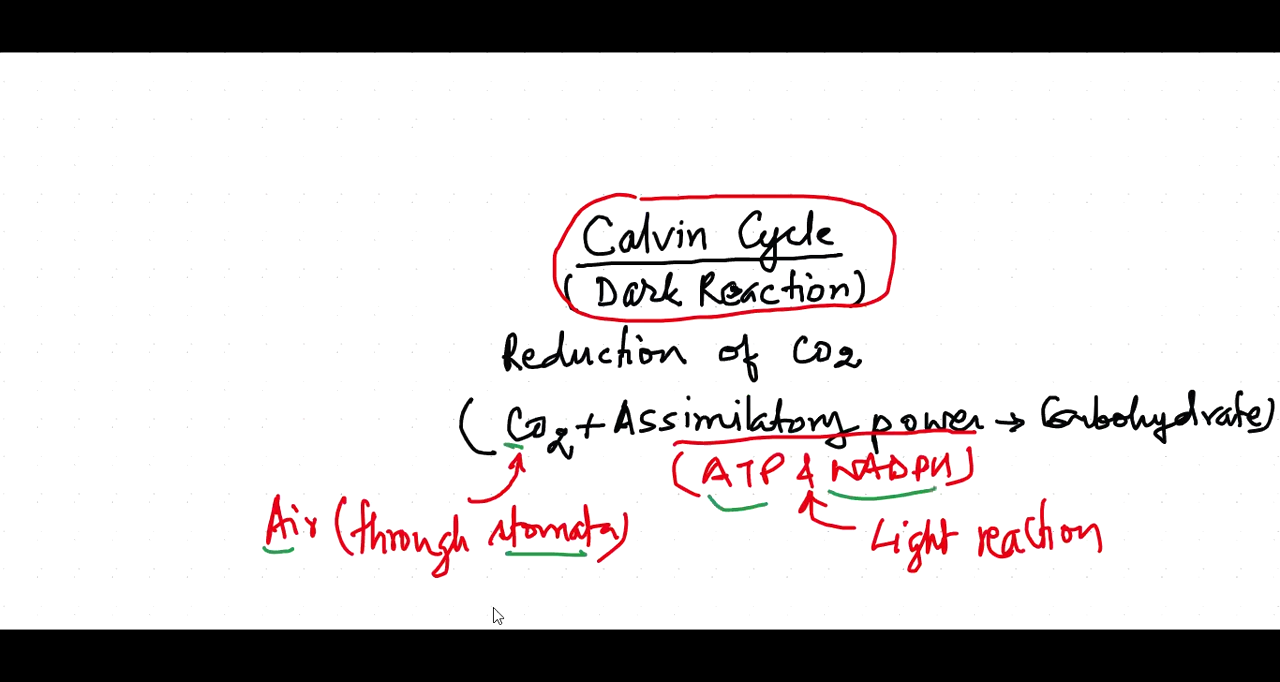 Calvin Cycle
(Dark Reaction)
Reduction of CO2
(CO2 + Assimilatory power → Carbohydrate)
(ATP & NADPH)
Air (through stomata)
Light reaction